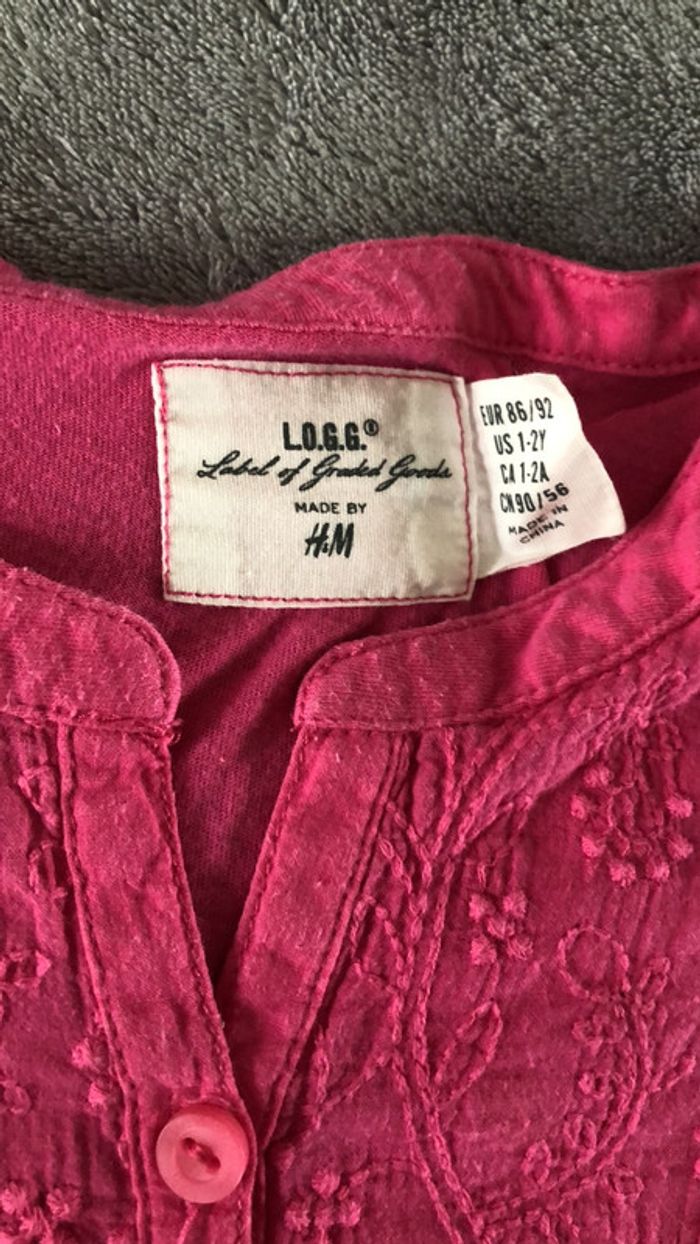 L.O.G.G.®
Label of Graded Goods
MADE BY
H&M
EUR 86/92
US 1-2Y
CA 1-2A
CN 90/56
MADE IN
CHINA